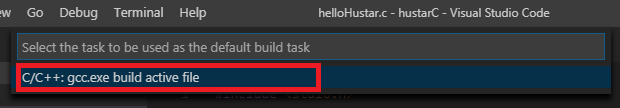 View Go Debug Terminal Help helloHustar.c - hustarC - Visual Studio Code
Select the task to be used as the default build task
C/C++: gcc.exe build active file